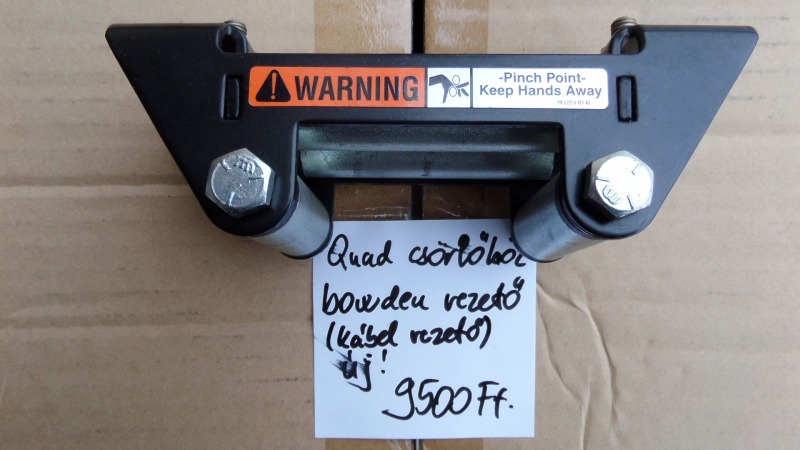 WARNING
-Pinch Point-
Keep Hands Away
Quad csörlőhöz
bowden vezető
(kábel vezető)
új!
9500 Ft.